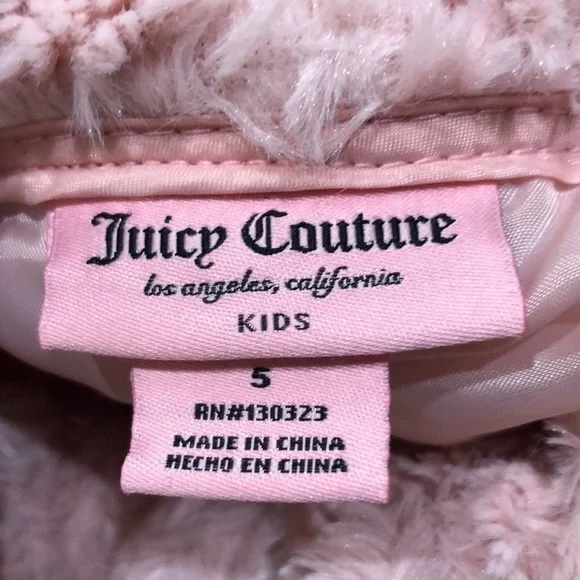 Juicy Couture
los angeles, california
KIDS
5
RN#130323
MADE IN CHINA
HECHO EN CHINA